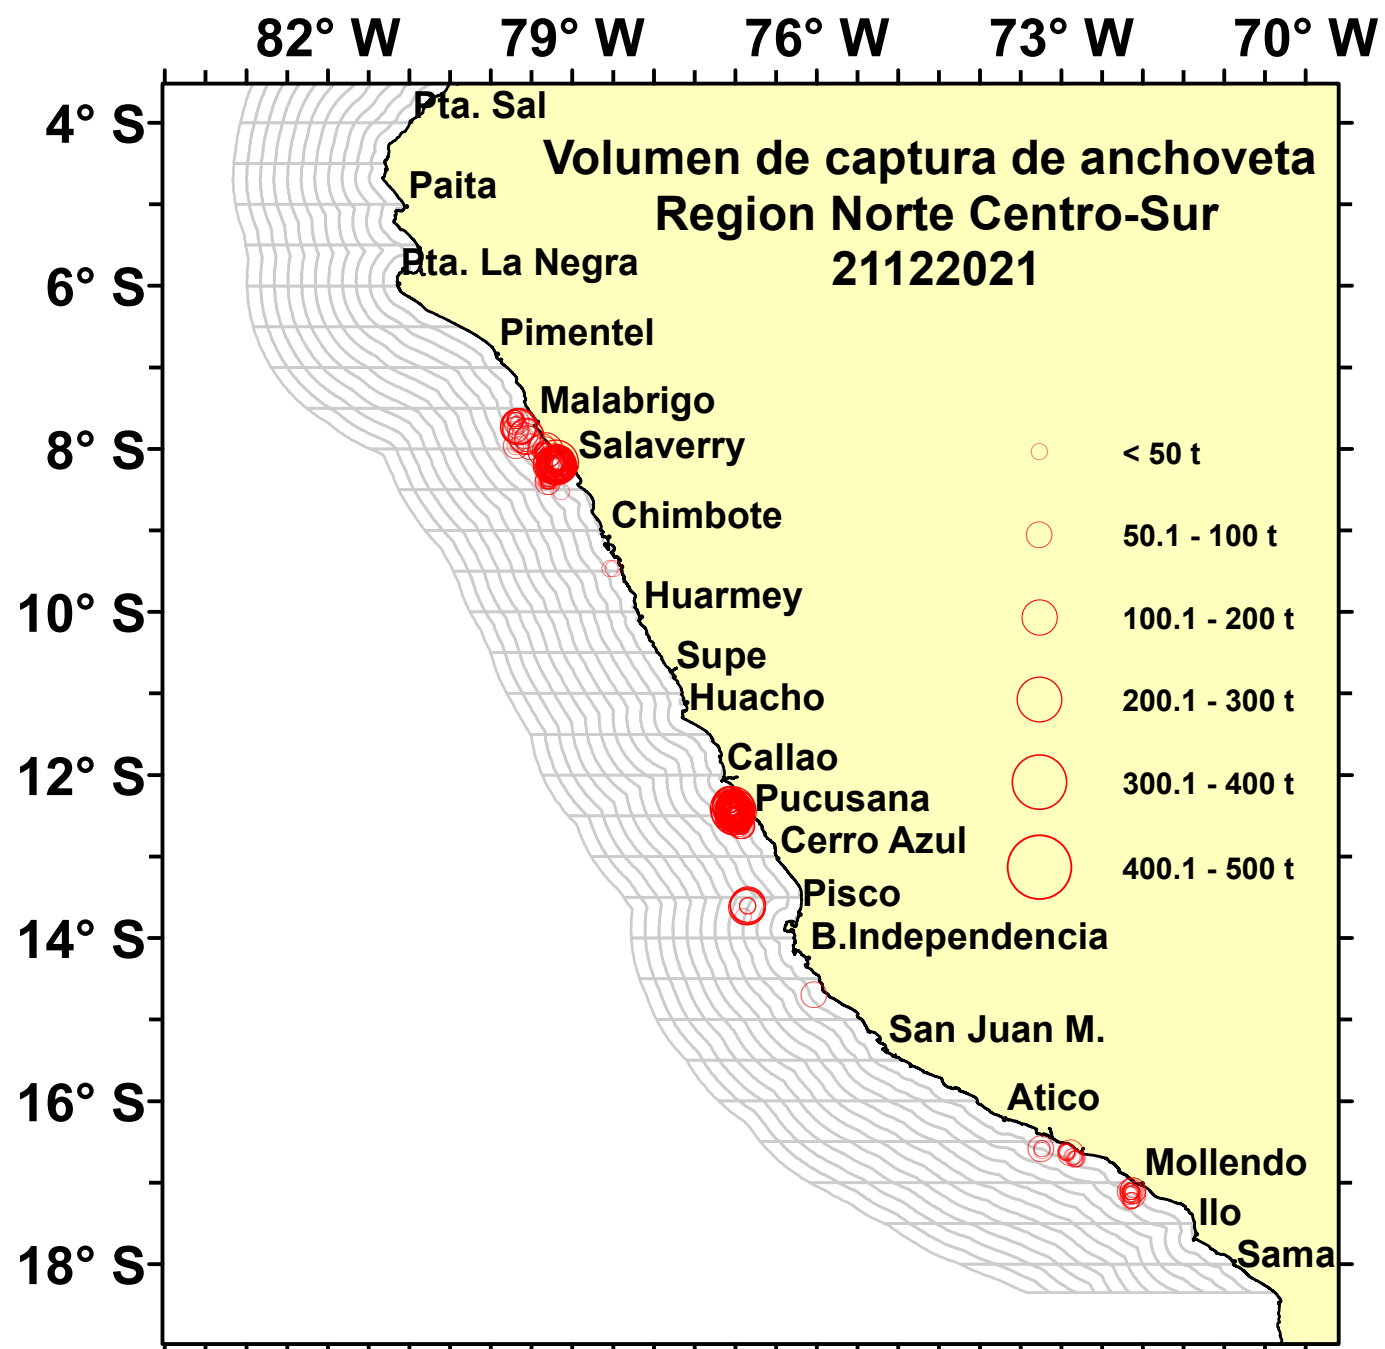 82° W 79° W 76° W 73° W 70° W
4° S
6° S
8° S
10° S
12° S
14° S
16° S
18° S
Volumen de captura de anchoveta
Region Norte Centro-Sur
21122021
Pta. Sal
Paita
Pta. La Negra
Pimentel
Malabrigo
Salaverry
Chimbote
Huarmey
Supe
Huacho
Callao
Pucusana
Cerro Azul
Pisco
B.Independencia
San Juan M.
Atico
Mollendo
Ilo
Sama
< 50 t
50.1 - 100 t
100.1 - 200 t
200.1 - 300 t
300.1 - 400 t
400.1 - 500 t